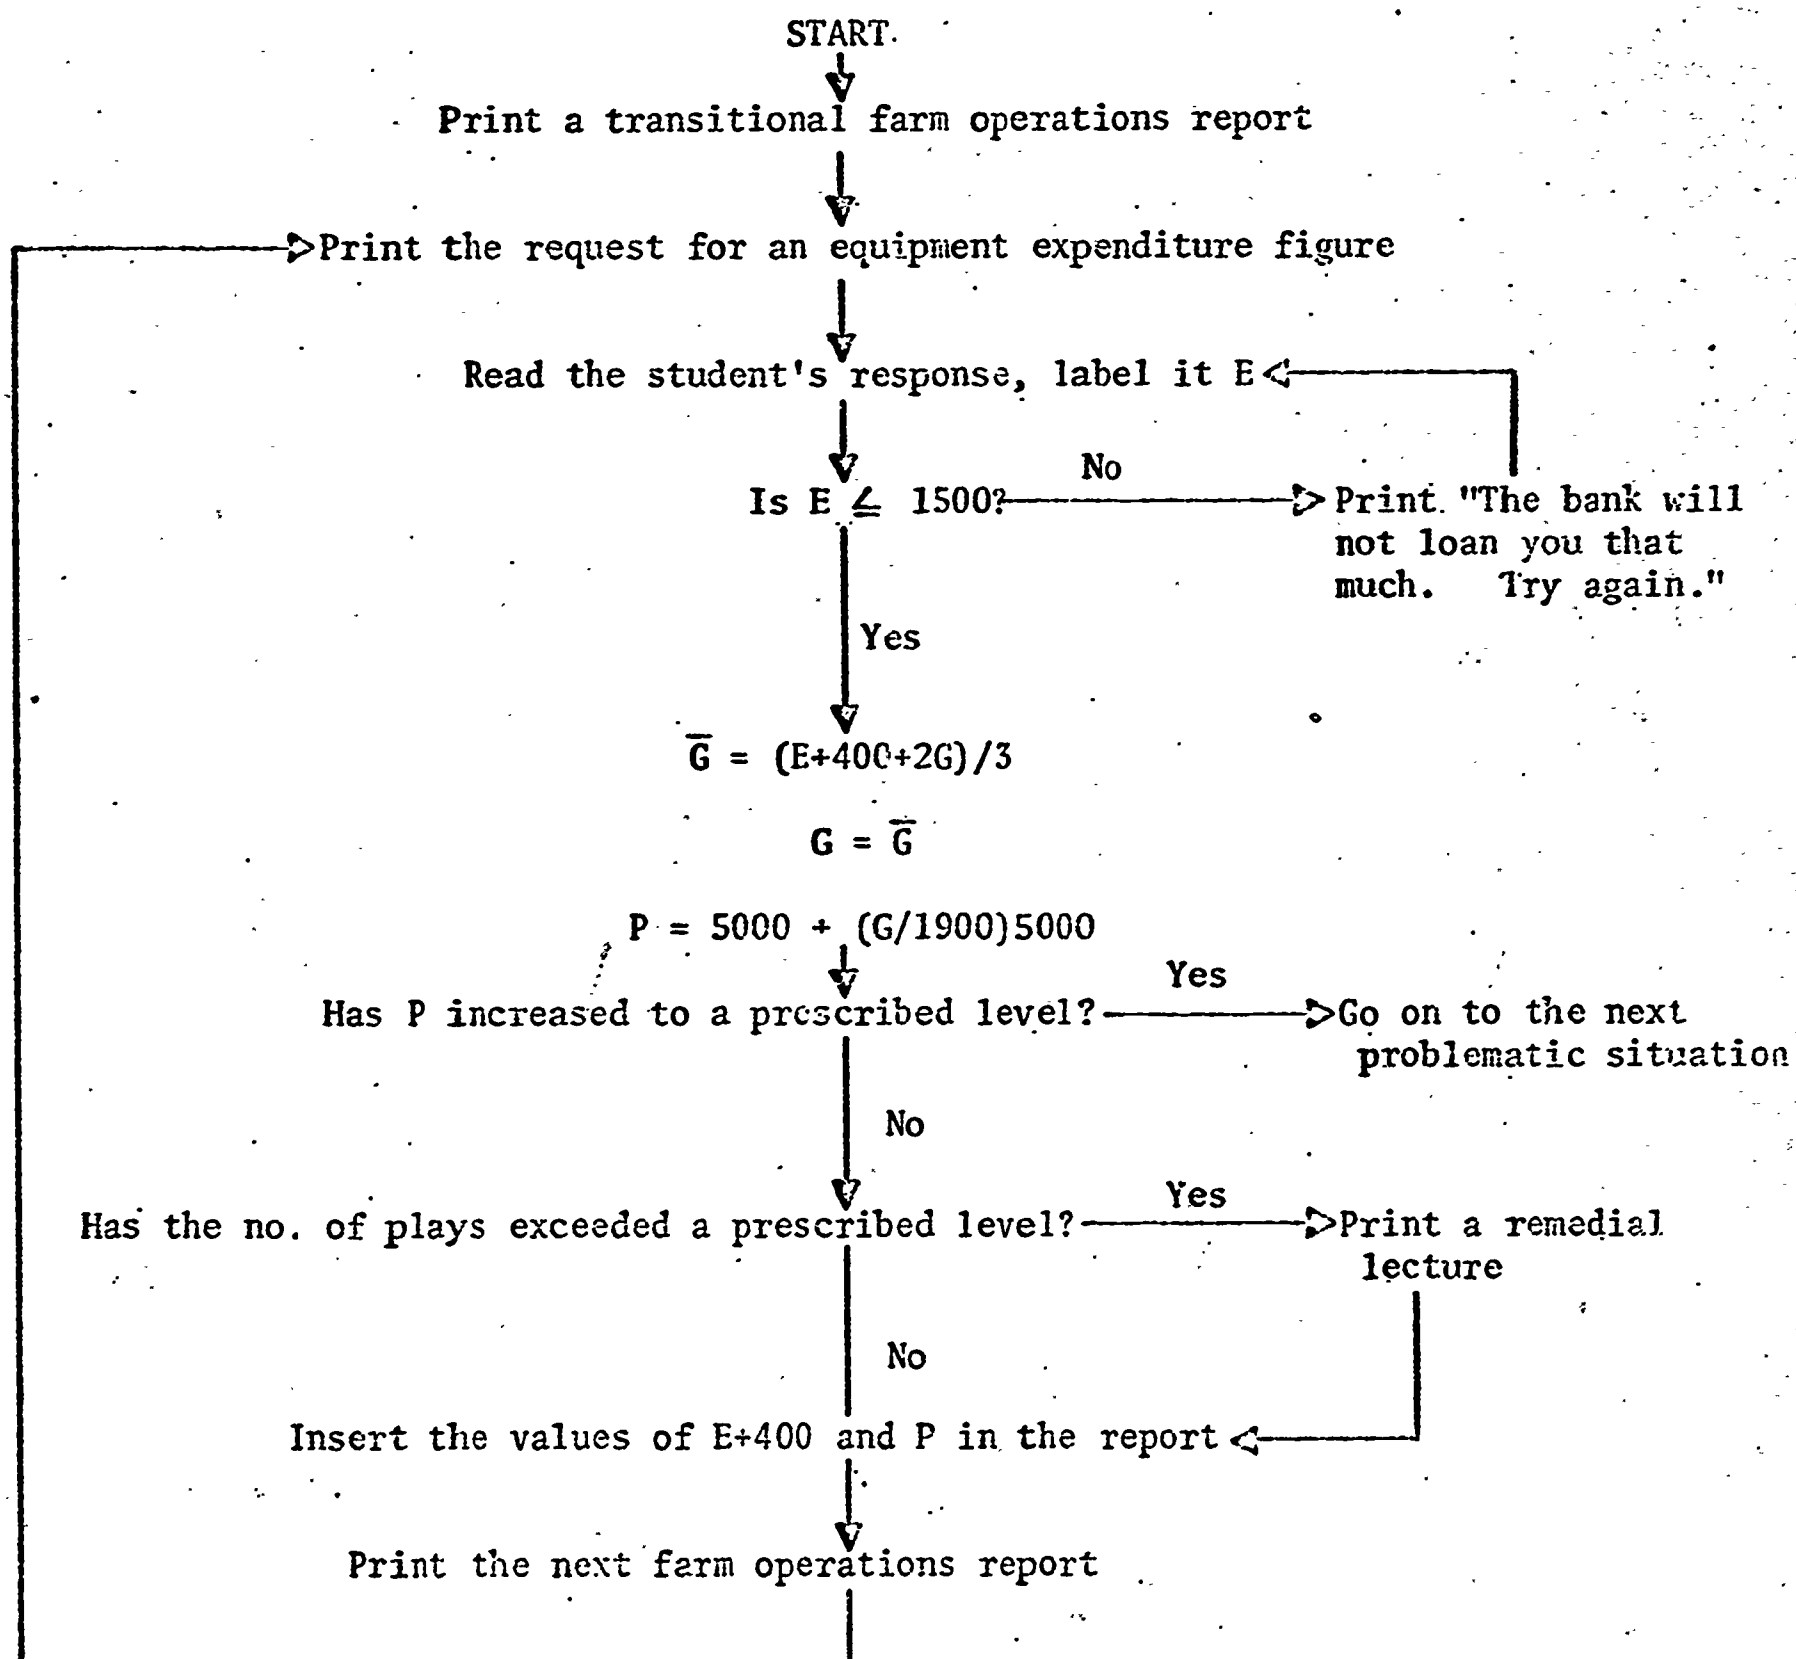 START
Print a transitional farm operations report
Print the request for an equipment expenditure figure
Read the student's response, label it E
No
Is E ≦ 1500?
Print "The bank will
not loan you that
much. Try again."
Yes
G̅ = (E+400+2G)/3
G = G̅
P = 5000 + (G/1900)5000
Yes
Has P increased to a prescribed level?
Go on to the next
problematic situation
No
Yes
Has the no. of plays exceeded a prescribed level?
Print a remedial
lecture
No
Insert the values of E+400 and P in the report
Print the next farm operations report